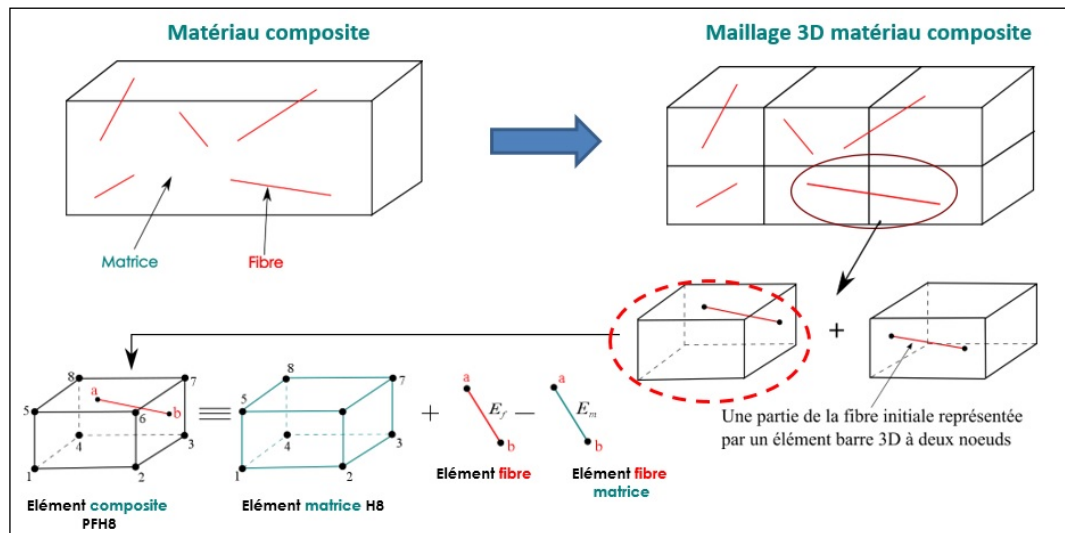 Matériau composite
Maillage 3D matériau composite
Matrice
Fibre
+
8
7
a
5
6
b
4
3
1
2
Elément composite
PFH8
8
7
5
4
3
1
2
Elément matrice H8
+
a
E_f
b
Elément fibre
−
a
E_m
b
Elément fibre
matrice
Une partie de la fibre initiale représentée
par un élément barre 3D à deux noeuds